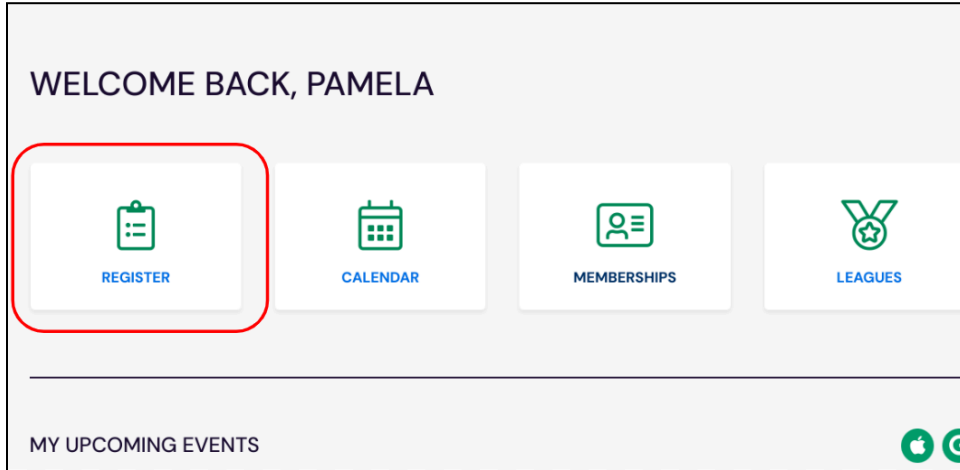 WELCOME BACK, PAMELA
REGISTER
CALENDAR
MEMBERSHIPS
LEAGUES
MY UPCOMING EVENTS